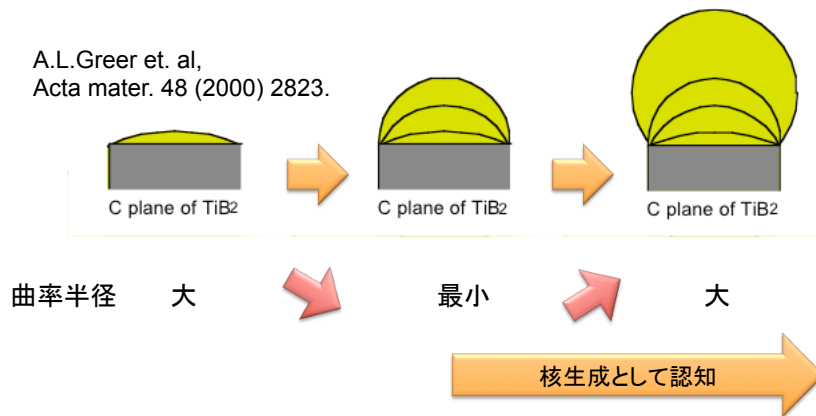 A.L.Greer et. al,
Acta mater. 48 (2000) 2823.
C plane of TiB2
C plane of TiB2
C plane of TiB2
曲率半径 大 最小 大
核生成として認知